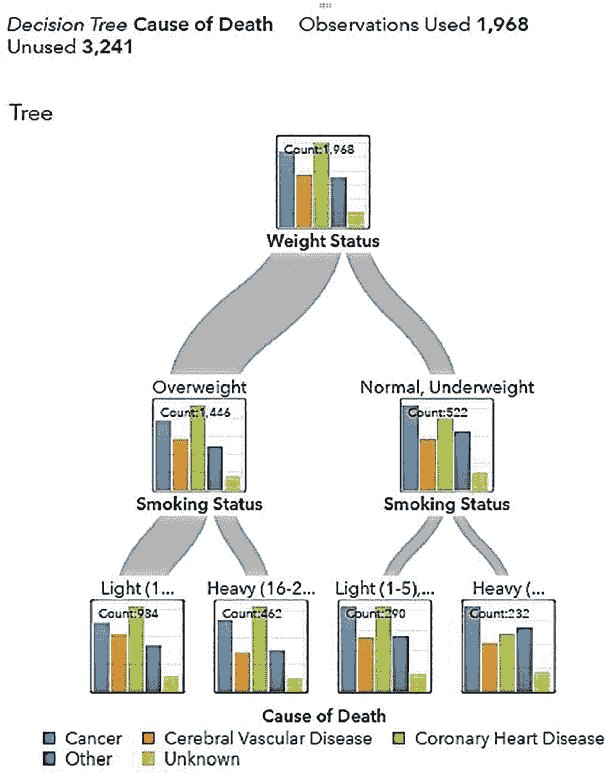 Decision Tree Cause of Death Observations Used 1,968
Unused 3,241
Tree
Count:1,968
Weight Status
Overweight Normal, Underweight
Count:1,446 Count:522
Smoking Status Smoking Status
Light (1... Heavy (16-2... Light (1-5),... Heavy (...
Count:984 Count:462 Count:290 Count:232
Cause of Death
Cancer Cerebral Vascular Disease Coronary Heart Disease
Other Unknown